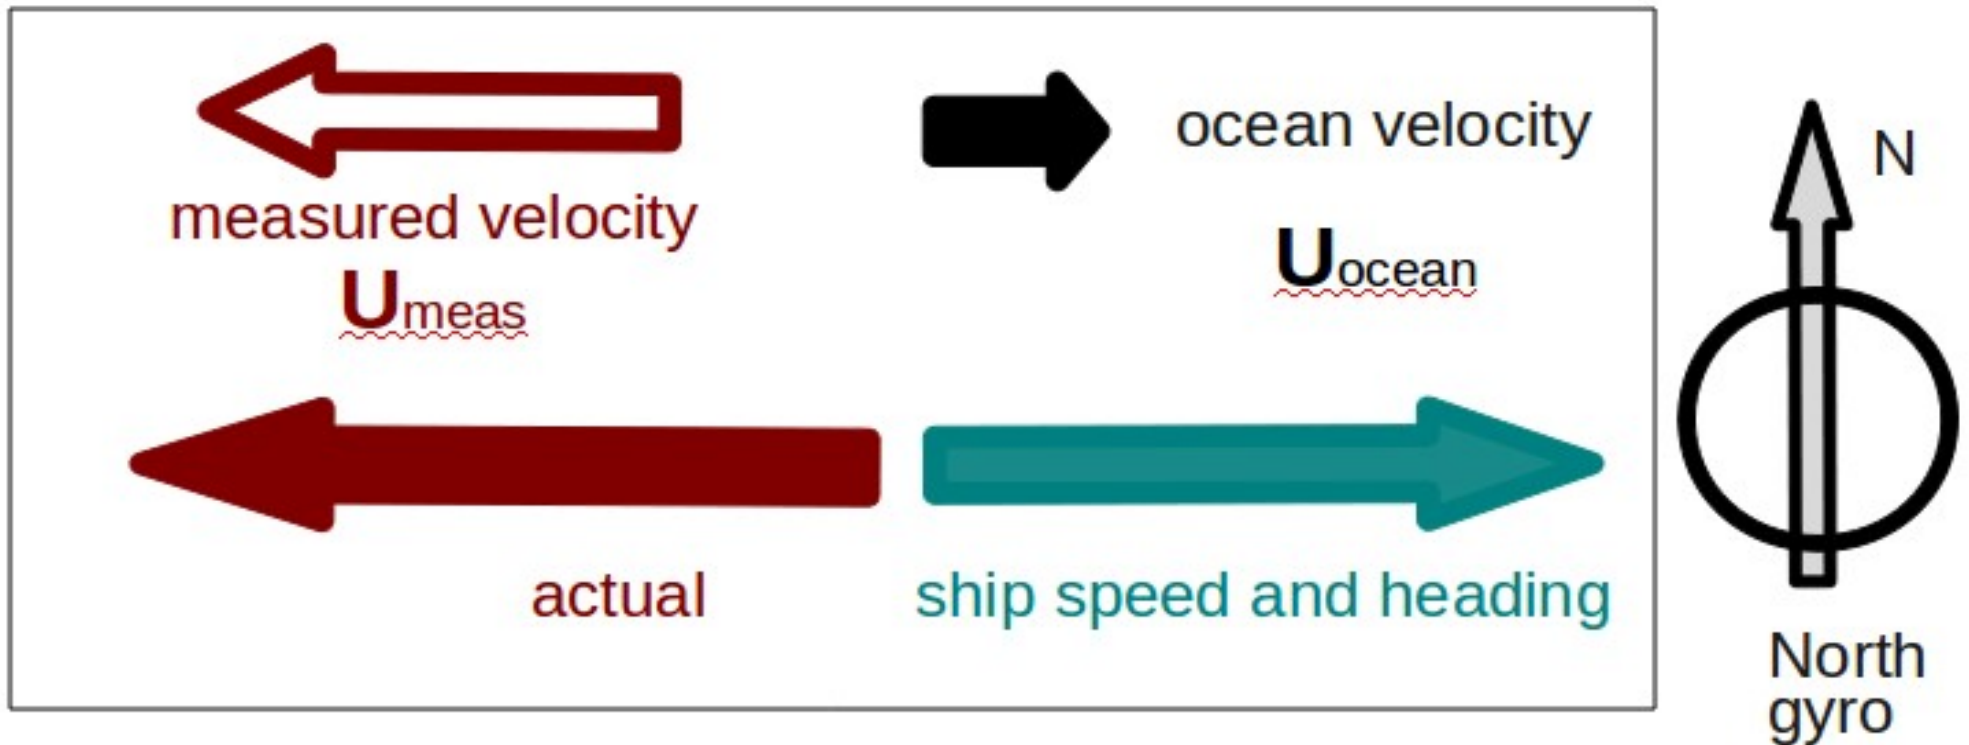 measured velocity
Umeas
ocean velocity
Uocean
actual
ship speed and heading
N
North
gyro